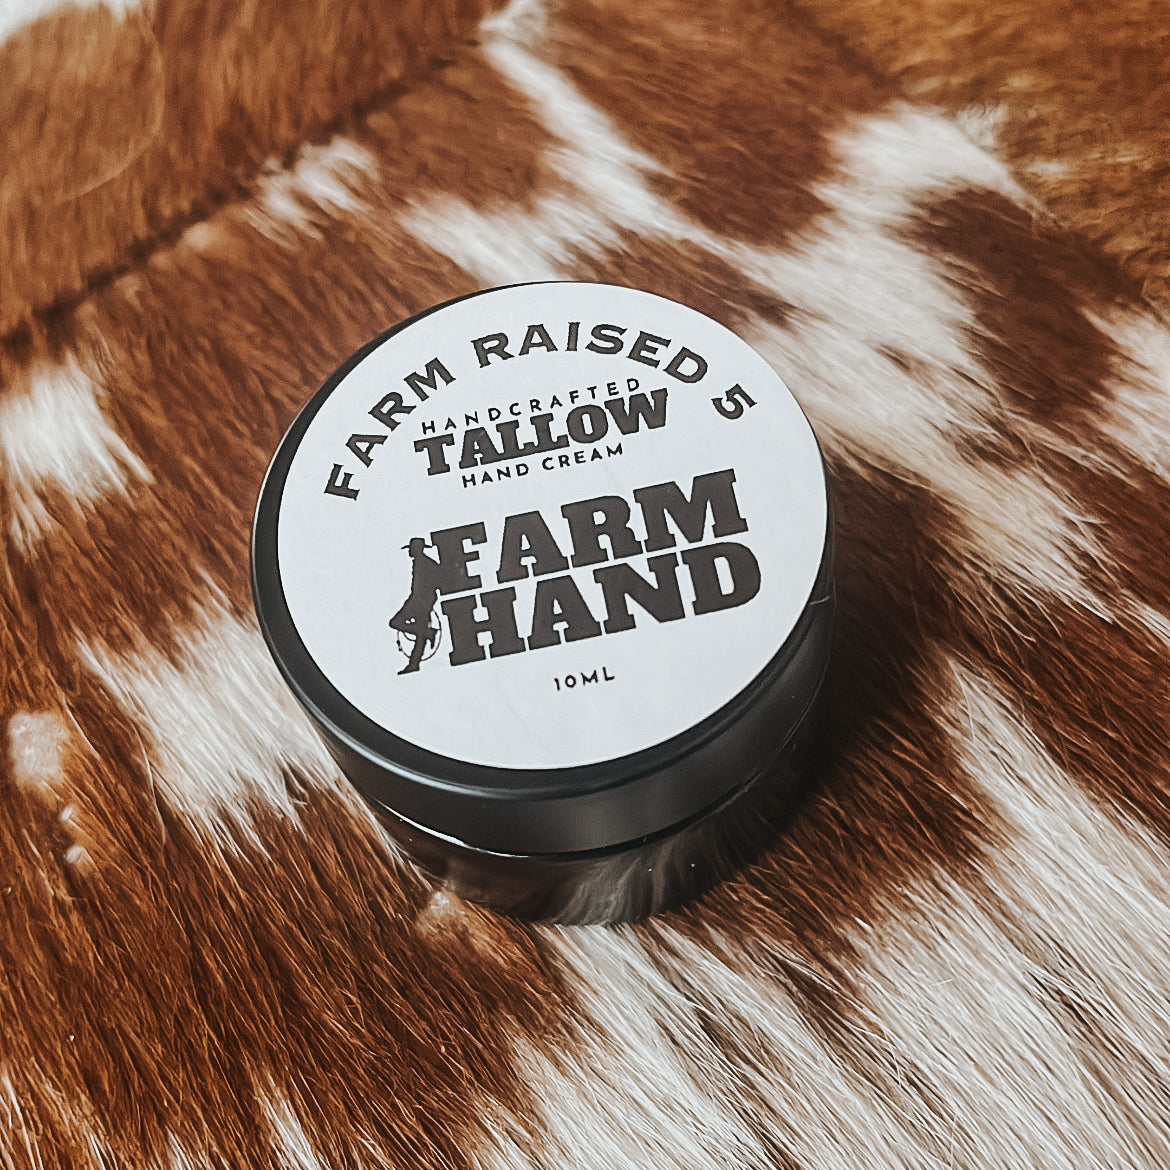 FARM RAISED 5
HANDCRAFTED
TALLOW
HAND CREAM
FARM
HAND
10ML